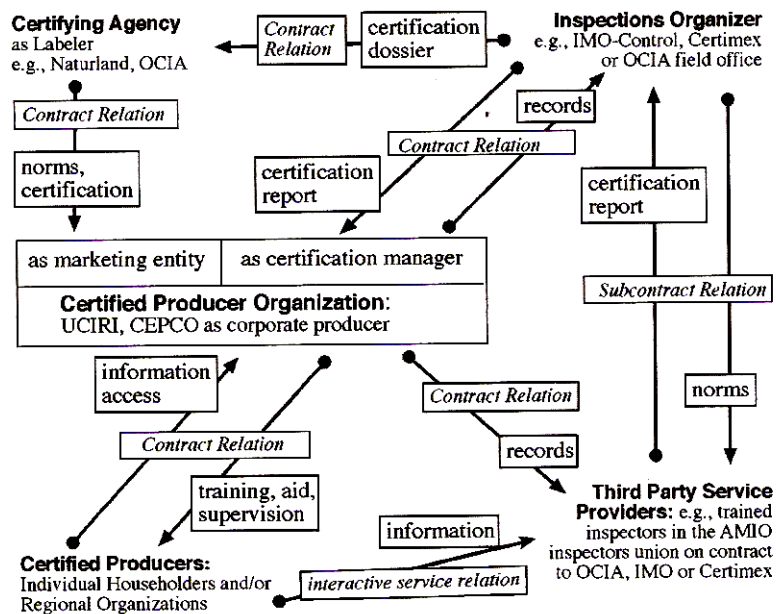 Certifying Agency
as Labeler
e.g., Naturland, OCIA
Contract
Relation
certification
dossier
Inspections Organizer
e.g., IMO-Control, Certimex
or OCIA field office
Contract Relation
records
Contract Relation
norms,
certification
certification
report
certification
report
as marketing entity
as certification manager
Certified Producer Organization:
UCIRI, CEPCO as corporate producer
Subcontract Relation
information
access
Contract Relation
norms
Contract Relation
records
training, aid,
supervision
Third Party Service
Providers: e.g., trained
inspectors in the AMIO
inspectors union on contract
to OCIA, IMO or Certimex
information
Certified Producers:
Individual Householders and/or
Regional Organizations
interactive service relation